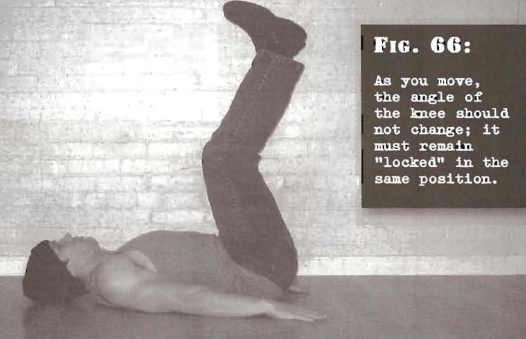 FIG. 66:
As you move,
the angle of
the knee should
not change; it
must remain
"locked" in the
same position.